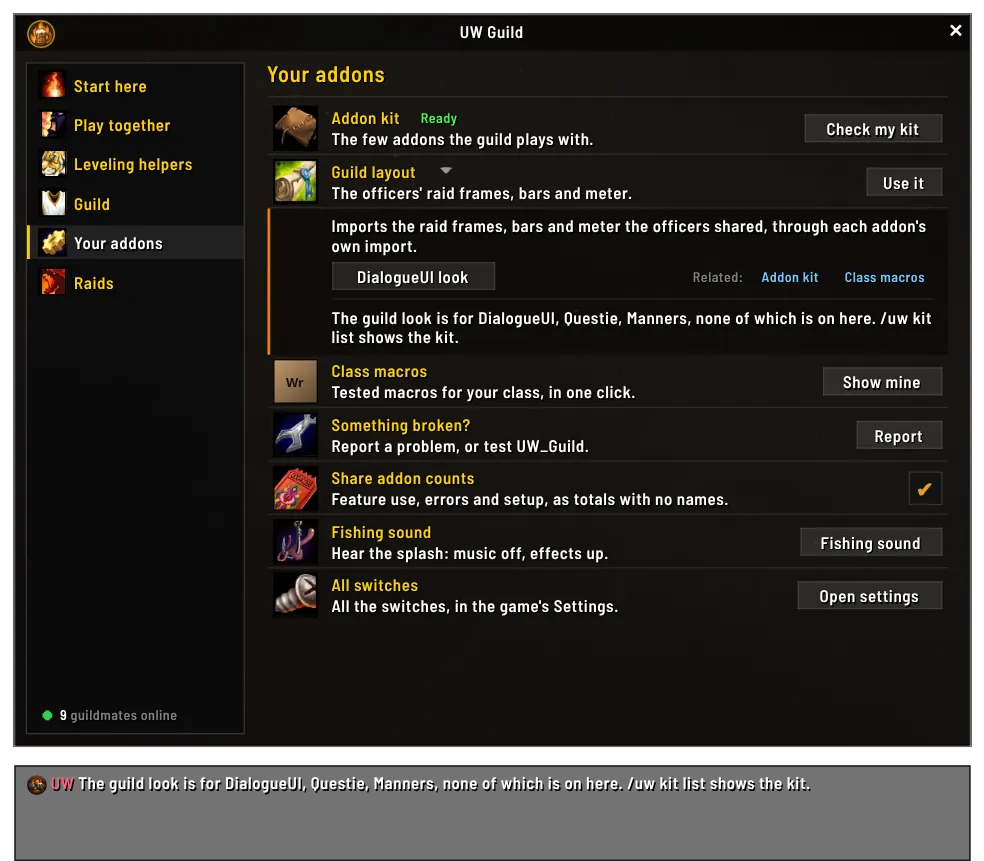 UW Guild
Start here
Play together
Leveling helpers
Guild
Your addons
Raids
9 guildmates online
Your addons
Addon kit Ready
The few addons the guild plays with.
Check my kit
Guild layout
The officers' raid frames, bars and meter.
Use it
Imports the raid frames, bars and meter the officers shared, through each addon's
own import.
DialogueUI look
Related: Addon kit Class macros
The guild look is for DialogueUI, Questie, Manners, none of which is on here. /uw kit
list shows the kit.
Wr
Class macros
Tested macros for your class, in one click.
Show mine
Something broken?
Report a problem, or test UW_Guild.
Report
Share addon counts
Feature use, errors and setup, as totals with no names.
Fishing sound
Hear the splash: music off, effects up.
Fishing sound
All switches
All the switches, in the game's Settings.
Open settings
UW The guild look is for DialogueUI, Questie, Manners, none of which is on here. /uw kit list shows the kit.